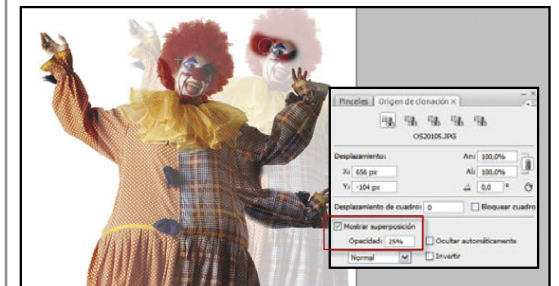 Pinceles Origen de clonación ×
OS20105.JPG
Desplazamiento: An: 100,0%
X: 656 px Al: 100,0%
Y: -104 px 0,0 °
Desplazamiento de cuadro: 0 Bloquear cuadro
Mostrar superposición
Opacidad: 25% Ocultar automáticamente
Normal Invertir